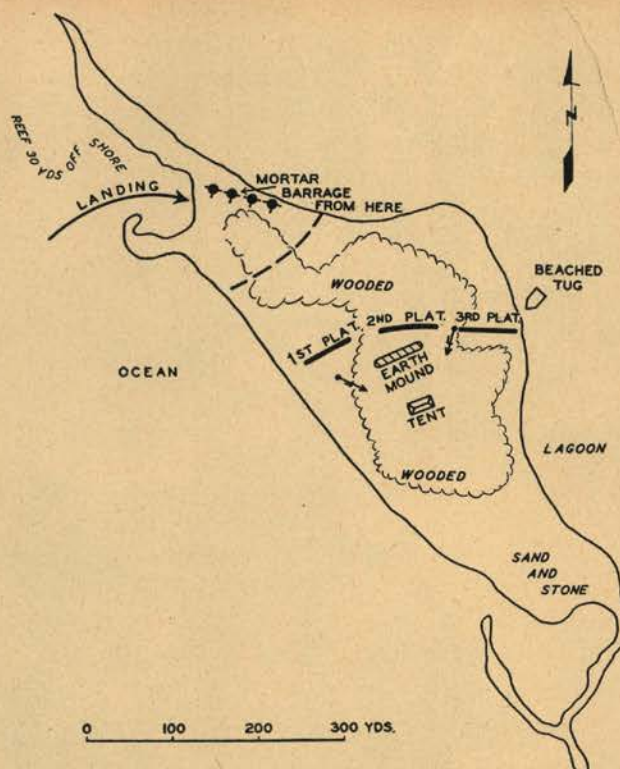 N
REEF 30 YDS OFF SHORE
LANDING
MORTAR
BARRAGE
FROM HERE
WOODED
BEACHED
TUG
1ST PLAT.
2ND PLAT.
3RD PLAT.
EARTH
MOUND
TENT
OCEAN
LAGOON
WOODED
SAND
AND
STONE
0 100 200 300 YDS.